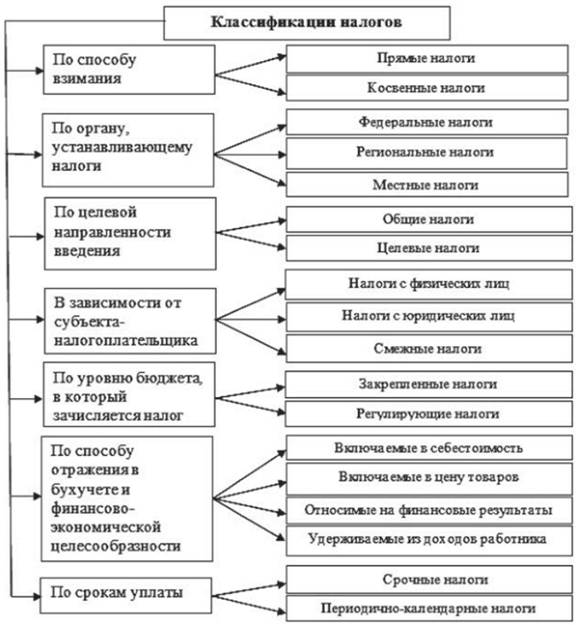 Классификации налогов
По способу
взимания
Прямые налоги
Косвенные налоги
По органу,
устанавливающему
налоги
Федеральные налоги
Региональные налоги
Местные налоги
По целевой
направленности
введения
Общие налоги
Целевые налоги
В зависимости от
субъекта-
налогоплательщика
Налоги с физических лиц
Налоги с юридических лиц
Смежные налоги
По уровню бюджета,
в который
зачисляется налог
Закрепленные налоги
Регулирующие налоги
По способу
отражения в
бухучете и
финансово-
экономической
целесообразности
Включаемые в себестоимость
Включаемые в цену товаров
Относимые на финансовые результаты
Удерживаемые из доходов работника
По срокам уплаты
Срочные налоги
Периодично-календарные налоги